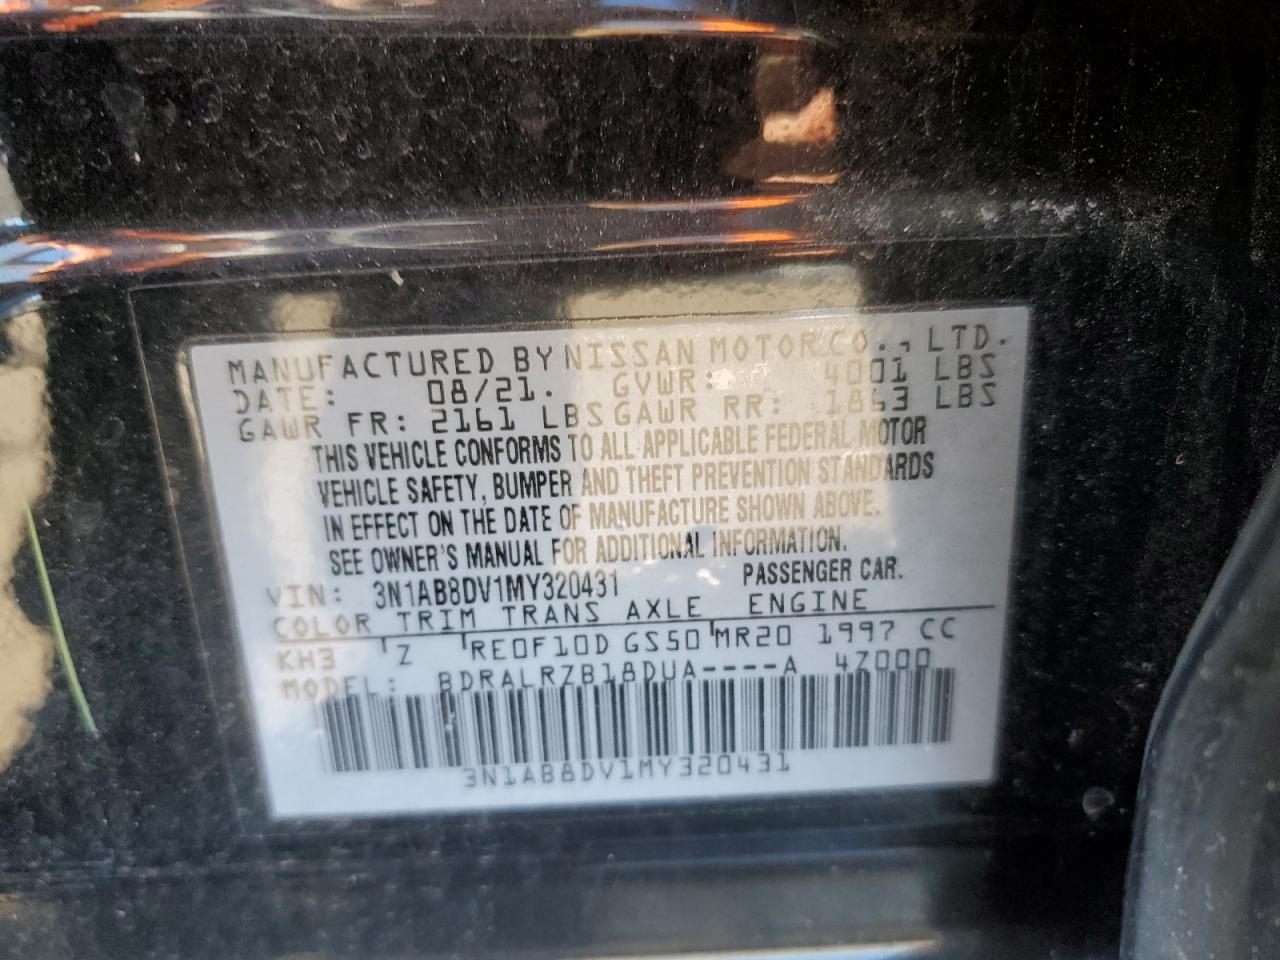 MANUFACTURED BY NISSAN MOTOR CO., LTD.
DATE: 08/21. GVWR: 4001 LBS
GAWR FR: 2161 LBS GAWR RR: 1863 LBS
THIS VEHICLE CONFORMS TO ALL APPLICABLE FEDERAL MOTOR
VEHICLE SAFETY, BUMPER AND THEFT PREVENTION STANDARDS
IN EFFECT ON THE DATE OF MANUFACTURE SHOWN ABOVE.
SEE OWNER'S MANUAL FOR ADDITIONAL INFORMATION.
VIN: 3N1AB8DV1MY320431 PASSENGER CAR.
COLOR TRIM TRANS AXLE ENGINE
KH3 Z RE0F10D GS50 MR20 1997 CC
MODEL: BDRALRZB18DUA----A 4Z000
3N1AB8DV1MY320431